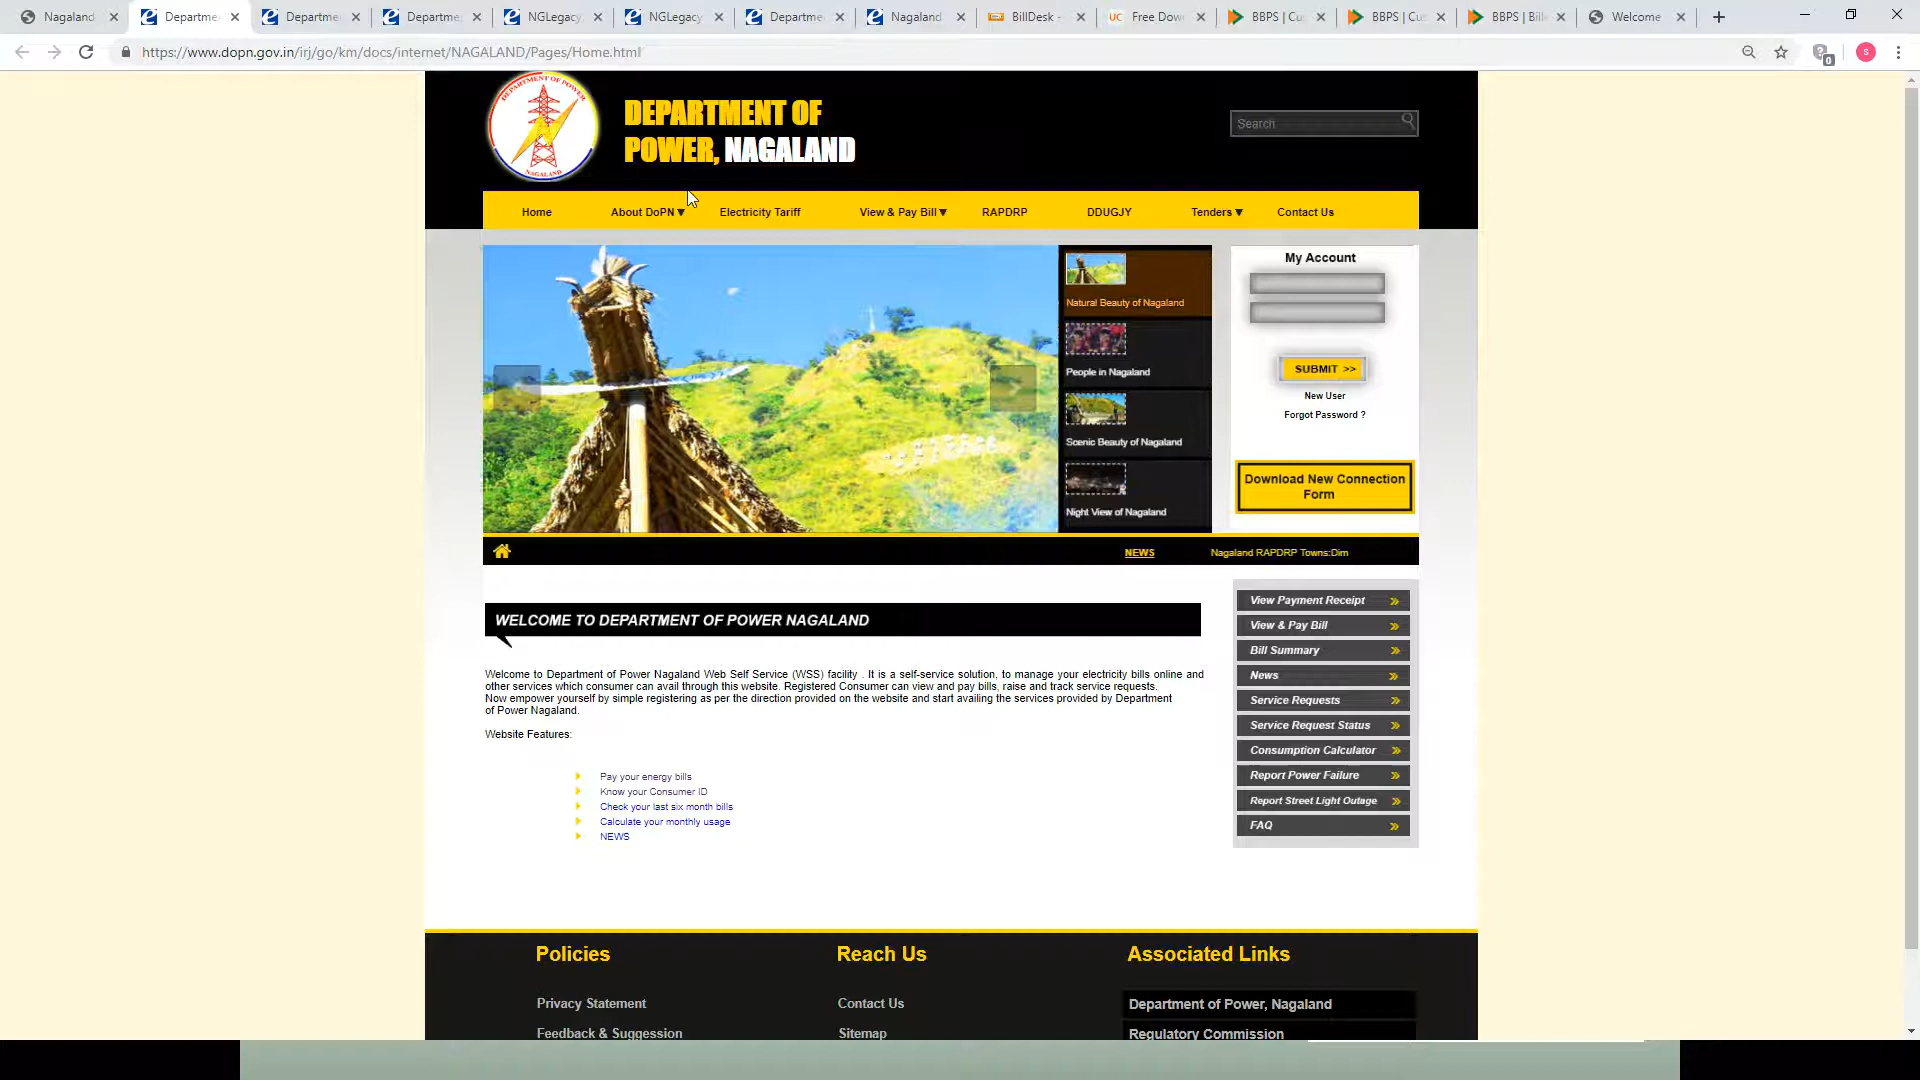 Nagaland
Departme
Departme
Departme
NGLegacy
NGLegacy
Departme
Nagaland
BillDesk -
Free Dow
BBPS | Cu
BBPS | Cu
BBPS | Bill
Welcome
https://www.dopn.gov.in/irj/go/km/docs/internet/NAGALAND/Pages/Home.html
0
S
DEPARTMENT OF POWER
NAGALAND
DEPARTMENT OF
POWER, NAGALAND
Search
Home
About DoPN ▼
Electricity Tariff
View & Pay Bill ▼
RAPDRP
DDUGJY
Tenders ▼
Contact Us
Natural Beauty of Nagaland
People in Nagaland
Scenic Beauty of Nagaland
Night View of Nagaland
My Account
SUBMIT >>
New User
Forgot Password ?
Download New Connection
Form
NEWS
Nagaland RAPDRP Towns:Dim
WELCOME TO DEPARTMENT OF POWER NAGALAND
Welcome to Department of Power Nagaland Web Self Service (WSS) facility . It is a self-service solution, to manage your electricity bills online and
other services which consumer can avail through this website. Registered Consumer can view and pay bills, raise and track service requests.
Now empower yourself by simple registering as per the direction provided on the website and start availing the services provided by Department
of Power Nagaland.
Website Features:
Pay your energy bills
Know your Consumer ID
Check your last six month bills
Calculate your monthly usage
NEWS
View Payment Receipt
View & Pay Bill
Bill Summary
News
Service Requests
Service Request Status
Consumption Calculator
Report Power Failure
Report Street Light Outage
FAQ
Policies
Privacy Statement
Feedback & Suggession
Reach Us
Contact Us
Sitemap
Associated Links
Department of Power, Nagaland
Regulatory Commission